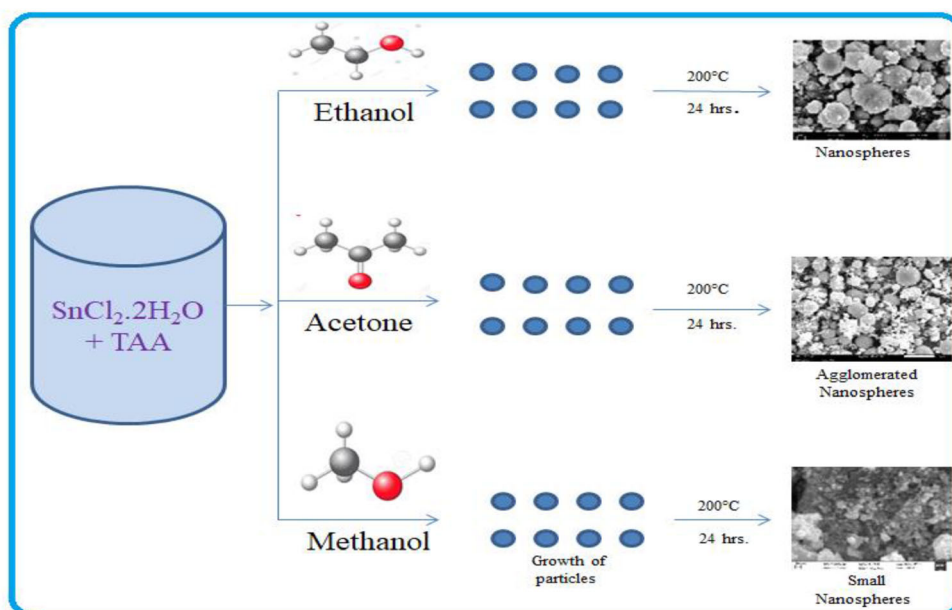 Ethanol
200°C
24 hrs.
Nanospheres
SnCl₂.2H₂O
+ TAA
Acetone
200°C
24 hrs.
Agglomerated
Nanospheres
Methanol
Growth of
particles
200°C
24 hrs.
Small
Nanospheres